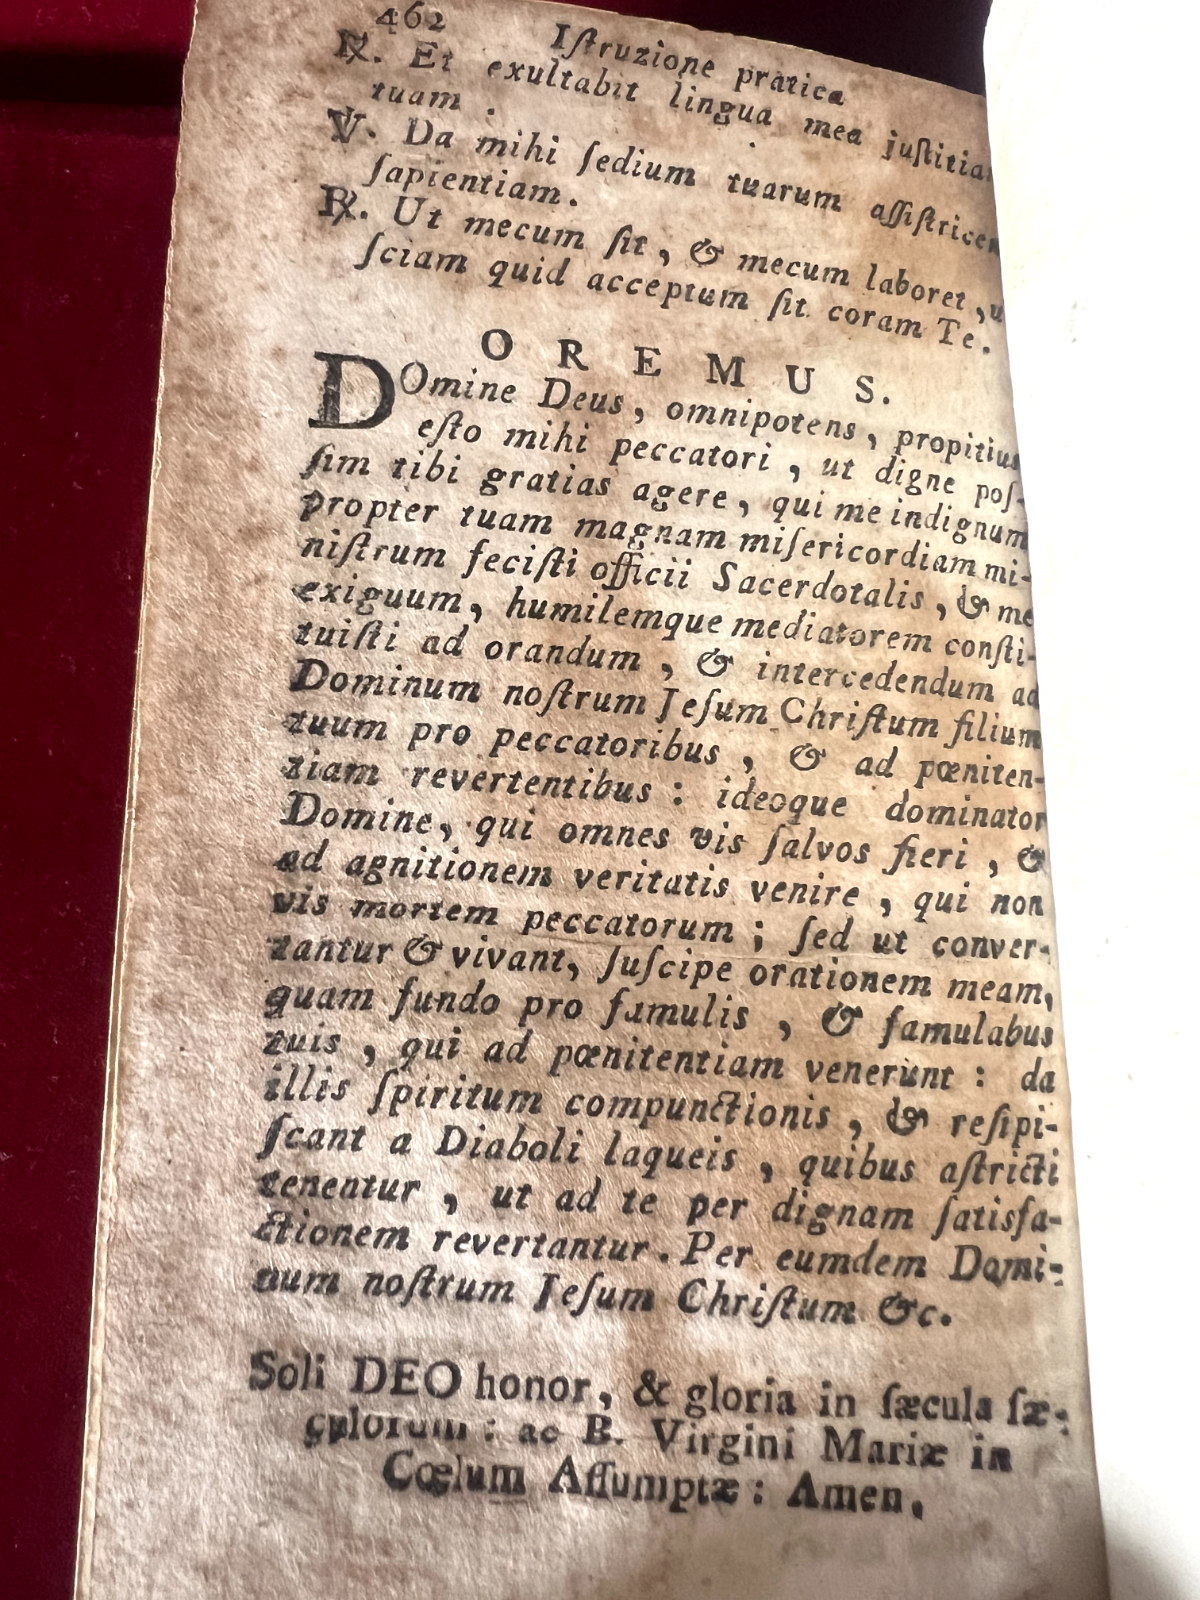 462 Iſtruzione pratica
℟. Et exultabit lingua mea juſtitia
tuam .
℣. Da mihi ſedium tuarum aſſiſtricem
ſapientiam.
℟. Ut mecum ſit, & mecum laboret, u
ſciam quid acceptum ſit coram Te.
OREMUS.
DOmine Deus, omnipotens, propitius
eſto mihi peccatori, ut digne poſ-
ſim tibi gratias agere, qui me indignum
propter tuam magnam miſericordiam mi-
niſtrum feciſti officii Sacerdotalis, & me
exiguum, humilemque mediatorem conſti-
tuiſti ad orandum, & intercedendum ad
Dominum noſtrum Jeſum Chriſtum filium
tuum pro peccatoribus, & ad pœniten-
tiam revertentibus: ideoque dominator
Domine, qui omnes vis ſalvos fieri, &
ad agnitionem veritatis venire, qui non
vis mortem peccatorum; ſed ut conver-
tantur & vivant, ſuſcipe orationem meam,
quam fundo pro famulis, & famulabus
tuis, qui ad pœnitentiam venerunt: da
illis ſpiritum compunctionis, & reſipi-
ſcant a Diaboli laqueis, quibus aſtricti
tenentur, ut ad te per dignam ſatisfa-
ctionem revertantur. Per eumdem Domi-
num noſtrum Jeſum Chriſtum &c.
Soli DEO honor, & gloria in ſæcula ſæ-
culorum: ac B. Virgini Mariæ in
Cœlum Aſſumptæ: Amen.